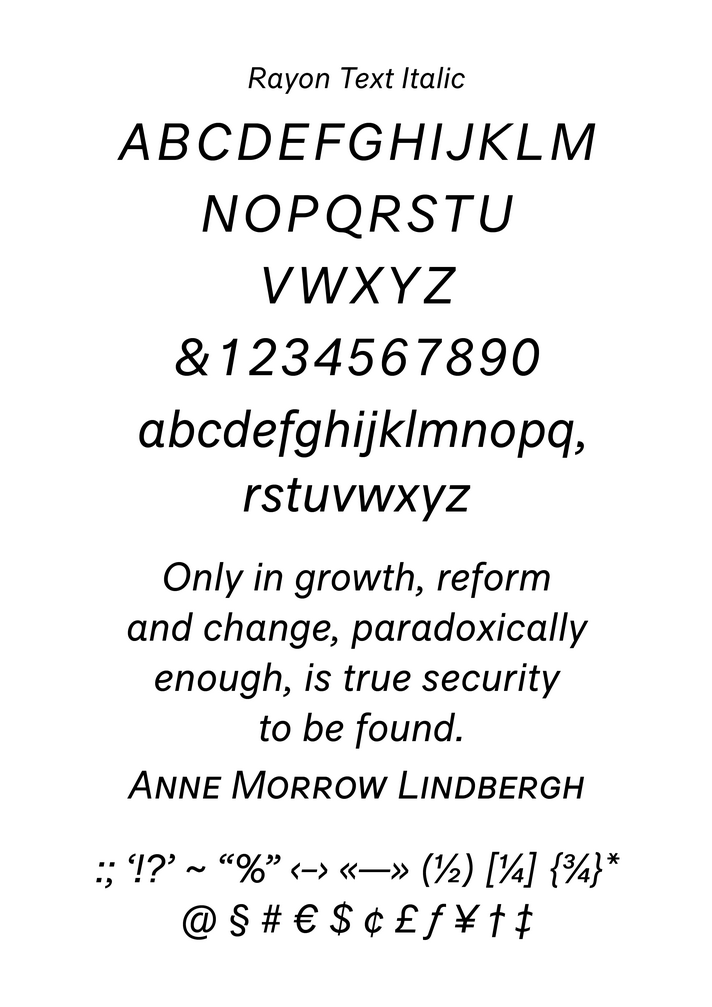 Rayon Text Italic
ABCDEFGHIJKLM
NOPQRSTU
VWXYZ
&1234567890
abcdefghijklmnopq,
rstuvwxyz
Only in growth, reform
and change, paradoxically
enough, is true security
to be found.
Anne Morrow Lindbergh
:; ‘!?’ ~ “%” ‹–› «—» (½) [¼] {¾}*
@ § # € $ ¢ £ ƒ ¥ † ‡